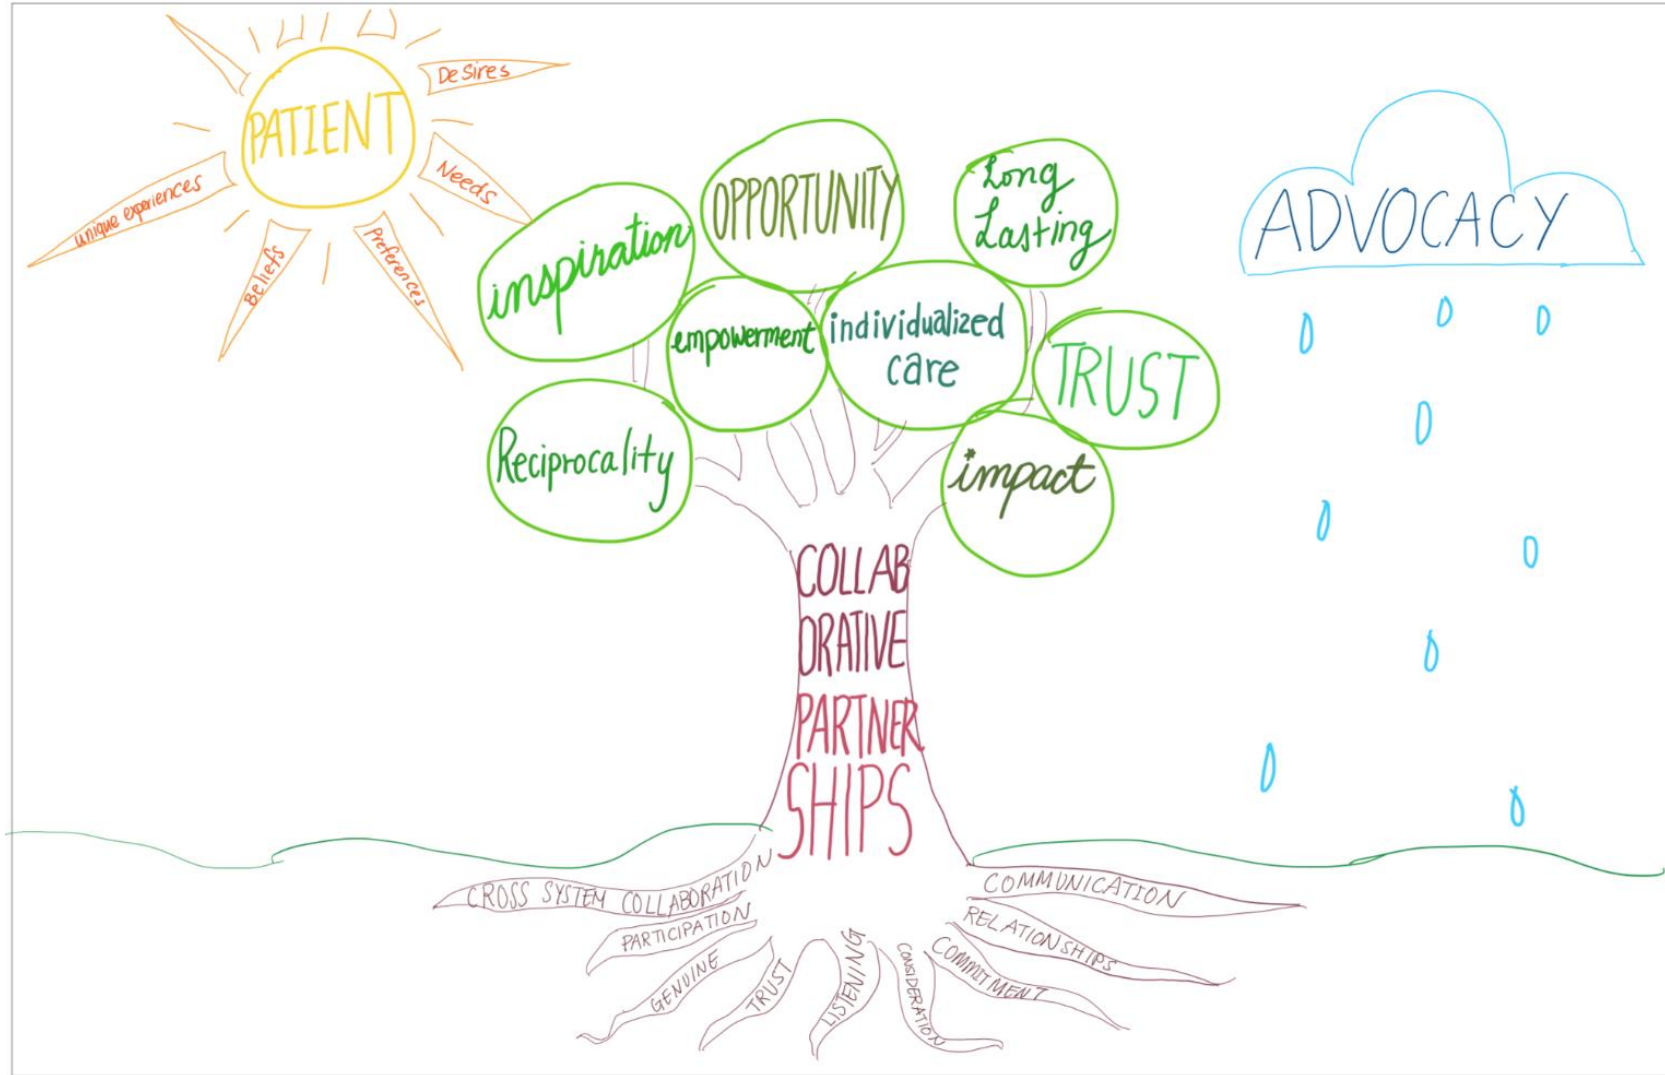 PATIENT
Desires
Needs
Preferences
Beliefs
Unique experiences
inspiration
OPPORTUNITY
Long
Lasting
empowerment
individualized
care
TRUST
Reciprocality
impact
ADVOCACY
COLLAB
ORATIVE
PARTNER
SHIPS
CROSS SYSTEM COLLABORATION
PARTICIPATION
GENUINE
TRUST
LISTENING
CONSIDERATION
COMMITMENT
RELATIONSHIPS
COMMUNICATION